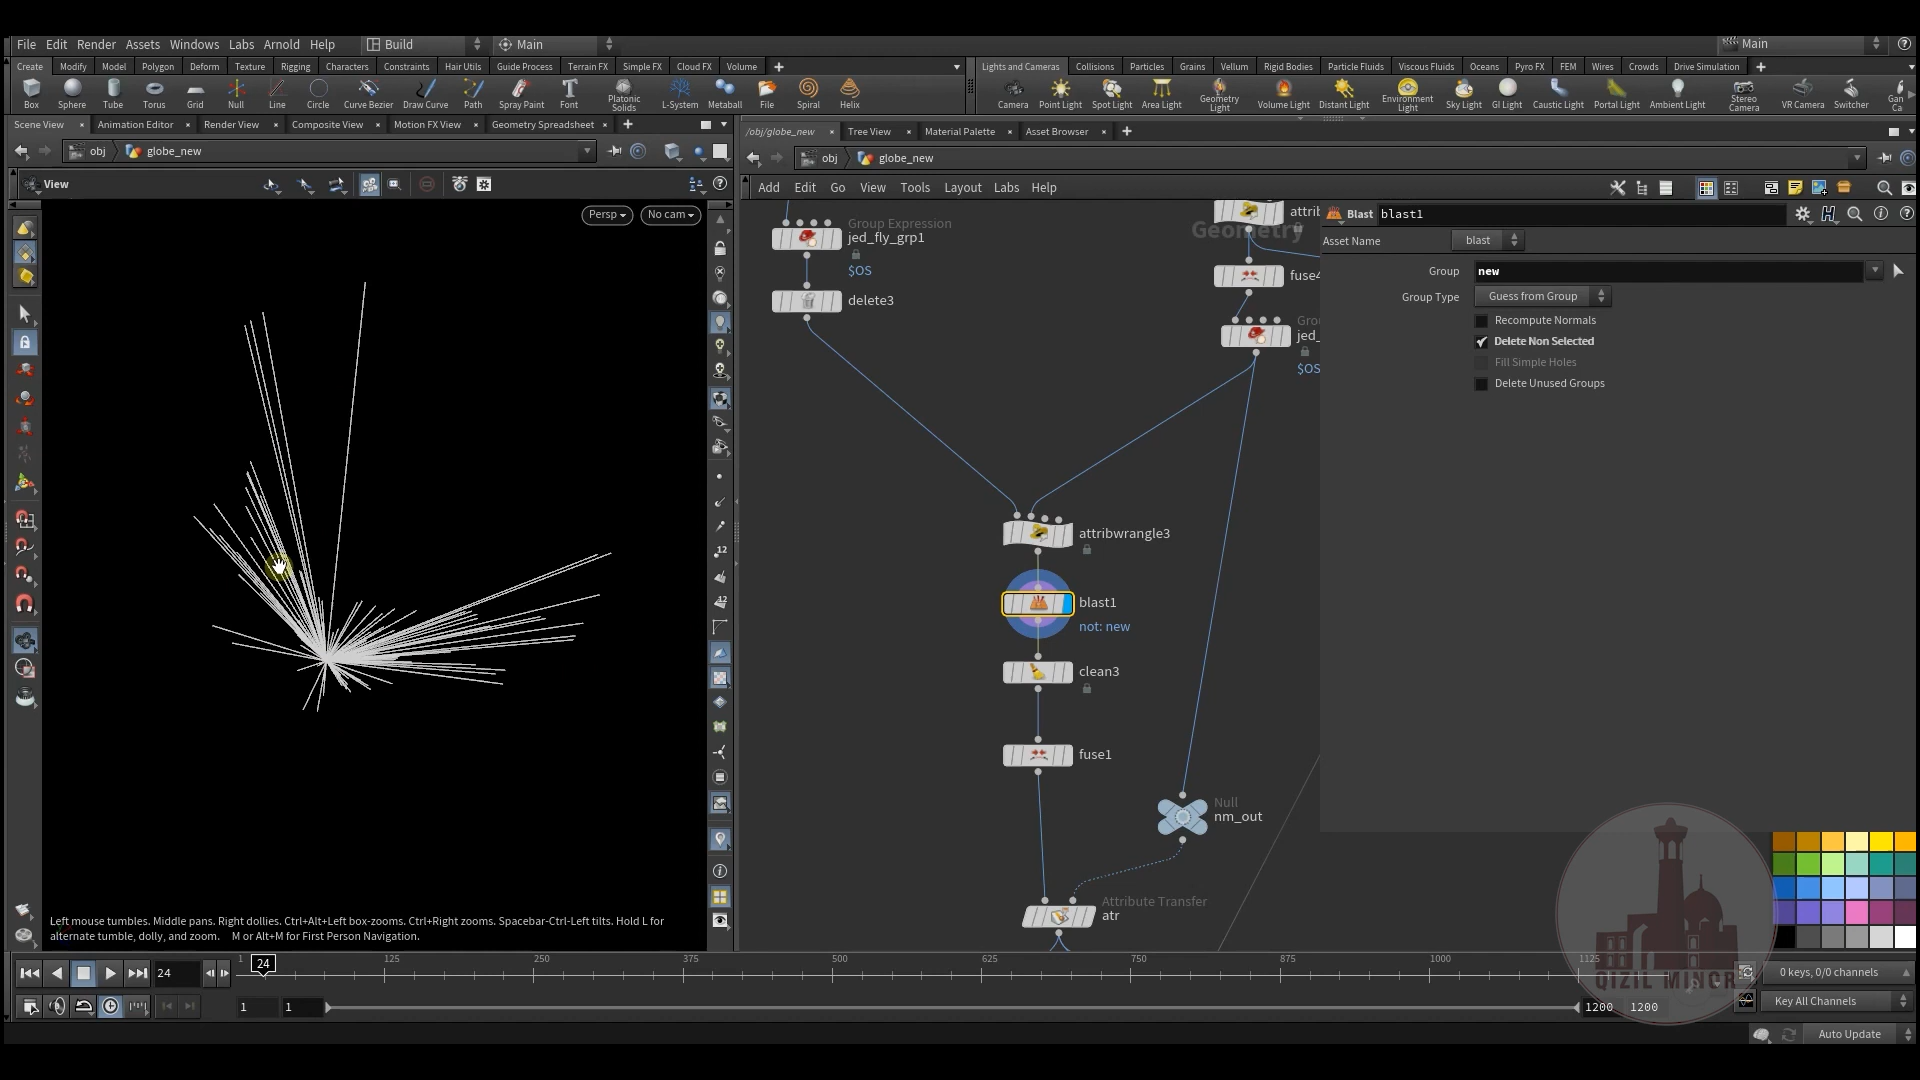 File Edit Render Assets Windows Labs Arnold Help Build Main Main
Create Modify Model Polygon Deform Texture Rigging Characters Constraints Hair Utils Guide Process Terrain FX Simple FX Cloud FX Volume
Lights and Cameras Collisions Particles Grains Vellum Rigid Bodies Particle Fluids Viscous Fluids Oceans Pyro FX FEM Wires Crowds Drive Simulation
Box Sphere Tube Torus Grid Null Line Circle Curve Bezier Draw Curve Path Spray Paint Font Platonic Solids L-System Metaball File Spiral Helix
Camera Point Light Spot Light Area Light Geometry Light Volume Light Distant Light Environment Light Sky Light GI Light Caustic Light Portal Light Ambient Light Stereo Camera VR Camera Switcher Gan Ca
Scene View Animation Editor Render View Composite View Motion FX View Geometry Spreadsheet
/obj/globe_new Tree View Material Palette Asset Browser
obj globe_new
obj globe_new
View
Add Edit Go View Tools Layout Labs Help
Persp No cam
Geometry
Group Expression
jed_fly_grp1
$OS
delete3
attrib
fuse4
Gro
jed_
$OS
attribwrangle3
blast1
not: new
clean3
fuse1
Null
nm_out
Attribute Transfer
atr
Blast blast1
Asset Name blast
Group new
Group Type Guess from Group
Recompute Normals
Delete Non Selected
Fill Simple Holes
Delete Unused Groups
12
12
Left mouse tumbles. Middle pans. Right dollies. Ctrl+Alt+Left box-zooms. Ctrl+Right zooms. Spacebar-Ctrl-Left tilts. Hold L for
alternate tumble, dolly, and zoom. M or Alt+M for First Person Navigation.
24 1 24 125 250 375 500 625 750 875 1000 1125
QIZIL MINOR
0 keys, 0/0 channels
1 1 1200 1200
Key All Channels
Auto Update